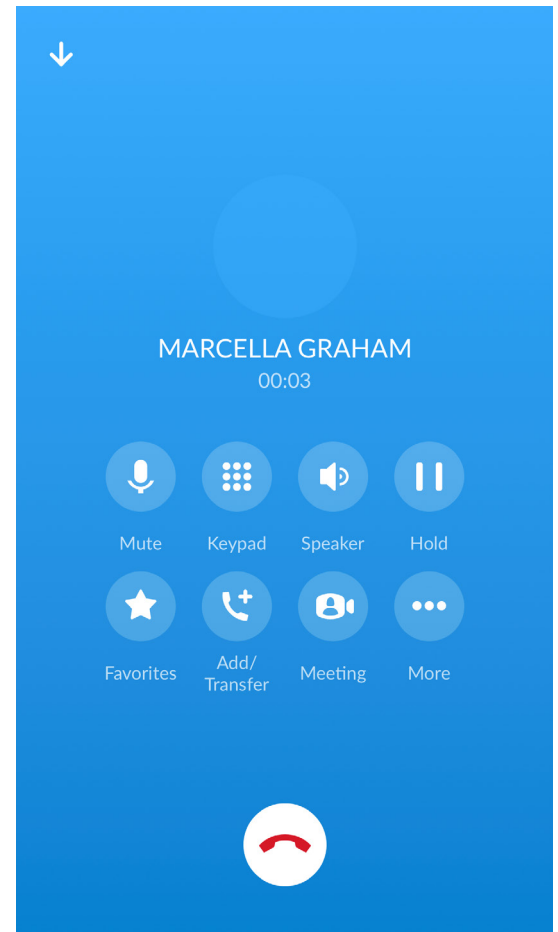 MARCELLA GRAHAM
00:03
Mute Keypad Speaker Hold
Favorites Add/
Transfer Meeting More